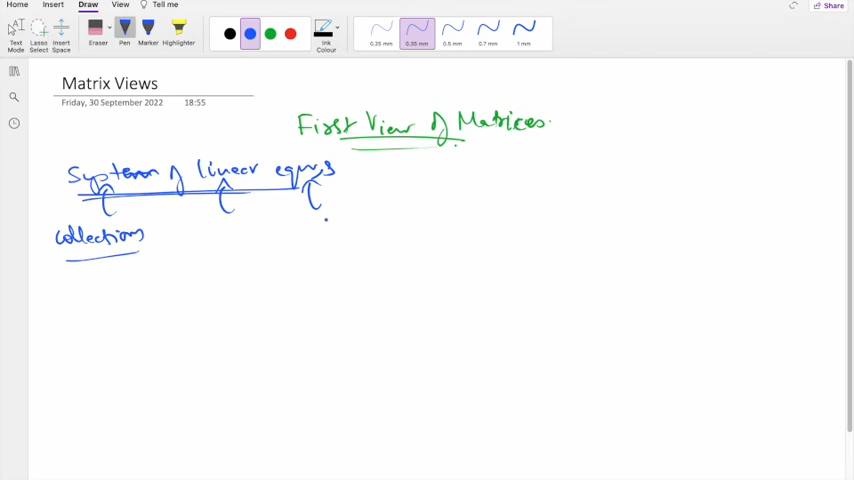 Home Insert Draw View Tell me Share
Text Mode Lasso Select Insert Space Eraser Pen Marker Highlighter Ink Colour 0.25 mm 0.35 mm 0.5 mm 0.7 mm 1 mm
Matrix Views
Friday, 30 September 2022 18:55
First View of Matrices.
System of linear equns
collections